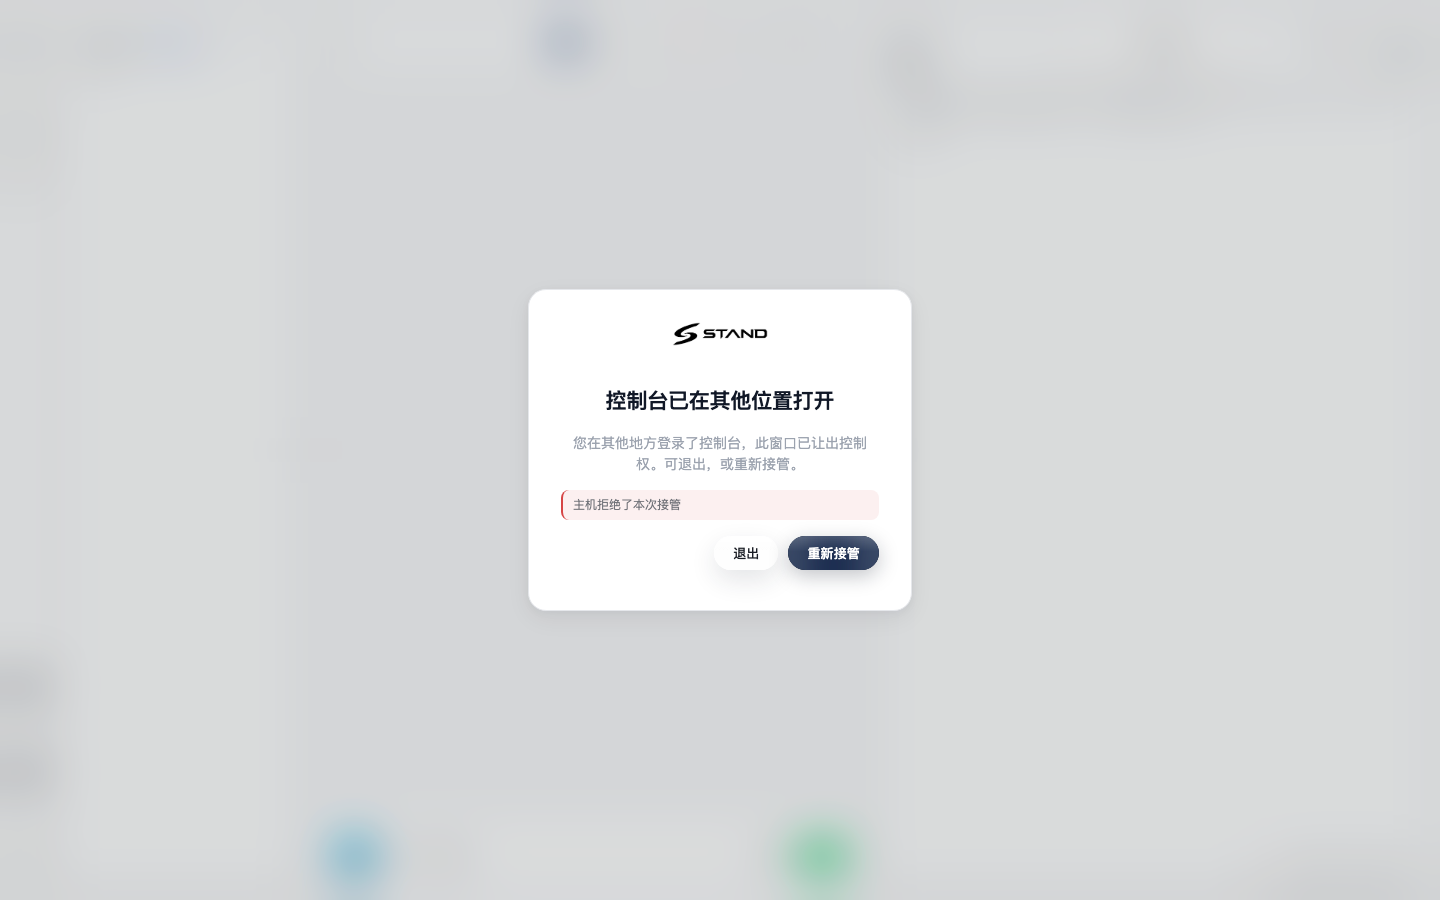 STAND
控制台已在其他位置打开
您在其他地方登录了控制台，此窗口已让出控制
权。可退出，或重新接管。
主机拒绝了本次接管
退出
重新接管